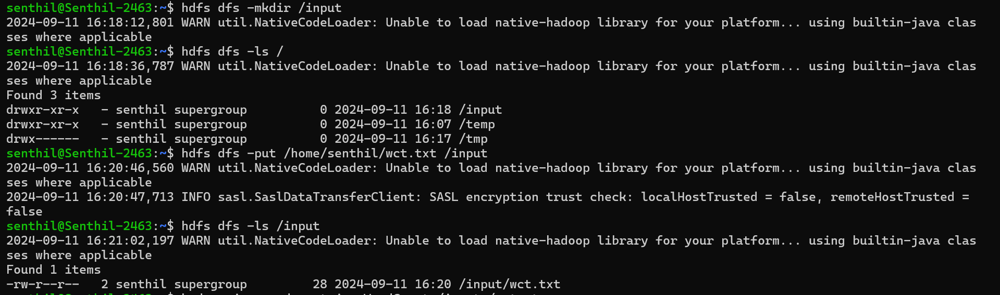 senthil@Senthil-2463:~$ hdfs dfs -mkdir /input
2024-09-11 16:18:12,801 WARN util.NativeCodeLoader: Unable to load native-hadoop library for your platform... using builtin-java clas
ses where applicable
senthil@Senthil-2463:~$ hdfs dfs -ls /
2024-09-11 16:18:36,787 WARN util.NativeCodeLoader: Unable to load native-hadoop library for your platform... using builtin-java clas
ses where applicable
Found 3 items
drwxr-xr-x   - senthil supergroup          0 2024-09-11 16:18 /input
drwxr-xr-x   - senthil supergroup          0 2024-09-11 16:07 /temp
drwx------   - senthil supergroup          0 2024-09-11 16:17 /tmp
senthil@Senthil-2463:~$ hdfs dfs -put /home/senthil/wct.txt /input
2024-09-11 16:20:46,560 WARN util.NativeCodeLoader: Unable to load native-hadoop library for your platform... using builtin-java clas
ses where applicable
2024-09-11 16:20:47,713 INFO sasl.SaslDataTransferClient: SASL encryption trust check: localHostTrusted = false, remoteHostTrusted =
false
senthil@Senthil-2463:~$ hdfs dfs -ls /input
2024-09-11 16:21:02,197 WARN util.NativeCodeLoader: Unable to load native-hadoop library for your platform... using builtin-java clas
ses where applicable
Found 1 items
-rw-r--r--   2 senthil supergroup         28 2024-09-11 16:20 /input/wct.txt